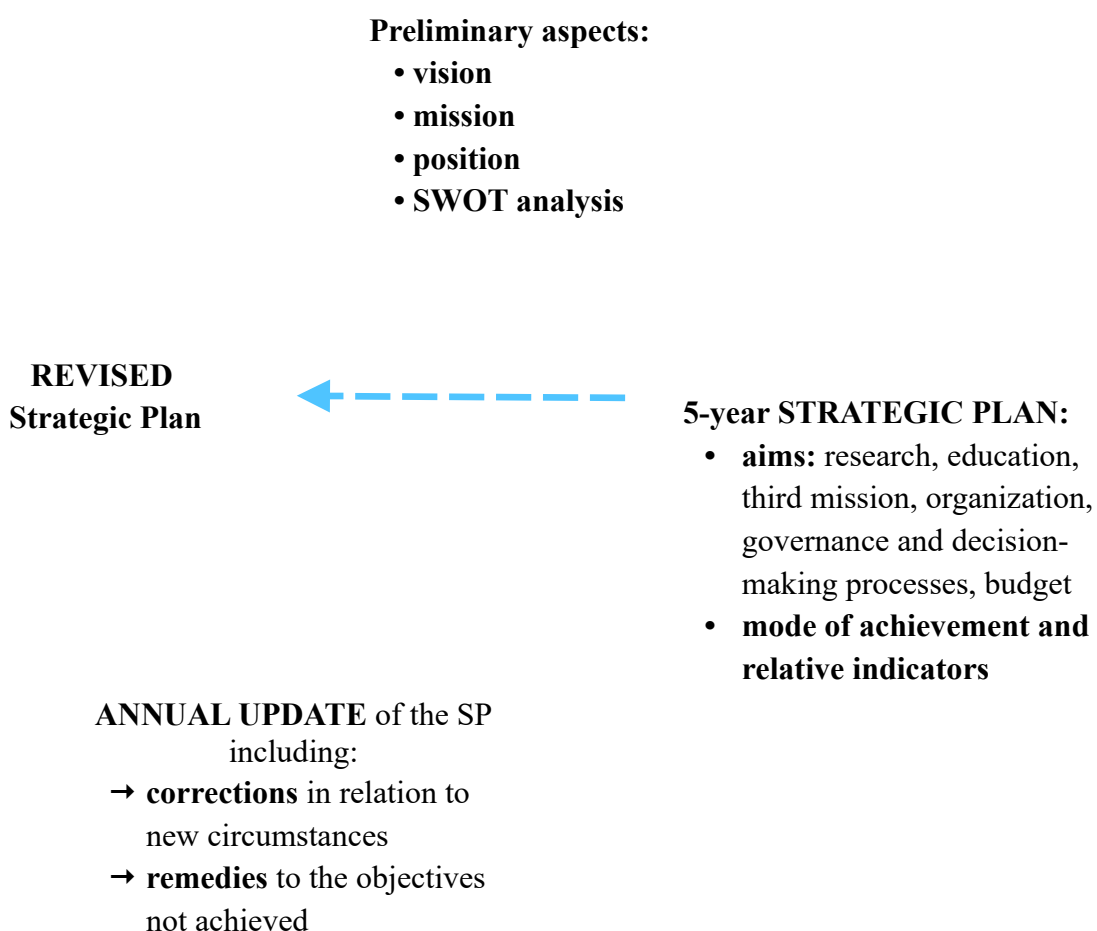 Preliminary aspects:
• vision
• mission
• position
• SWOT analysis
REVISED
Strategic Plan
5-year STRATEGIC PLAN:
• aims: research, education,
third mission, organization,
governance and decision-
making processes, budget
• mode of achievement and
relative indicators
ANNUAL UPDATE of the SP
including:
➞ corrections in relation to
new circumstances
➞ remedies to the objectives
not achieved